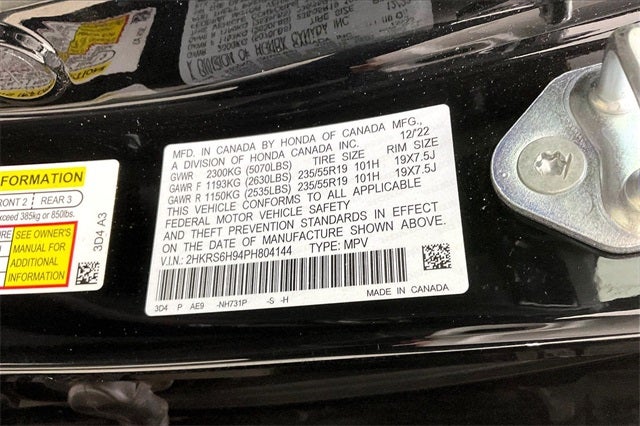 MFD. IN CANADA BY HONDA OF CANADA MFG.,
A DIVISION OF HONDA CANADA INC. 12/'22
GVWR 2300KG (5070LBS) TIRE SIZE RIM SIZE
GAWR F 1193KG (2630LBS) 235/55R19 101H 19X7.5J
GAWR R 1150KG (2535LBS) 235/55R19 101H 19X7.5J
THIS VEHICLE CONFORMS TO ALL APPLICABLE
FEDERAL MOTOR VEHICLE SAFETY
AND THEFT PREVENTION STANDARDS IN EFFECT
ON THE DATE OF MANUFACTURE SHOWN ABOVE.
V.I.N.: 2HKRS6H94PH804144 TYPE: MPV
3D4 P AE9 -NH731P -S -H
MADE IN CANADA
FORMATION
FRONT 2 REAR 3
exceed 385kg or 850lbs.
SEE OWNER'S
MANUAL FOR
ADDITIONAL
INFORMATION
3D4 A3